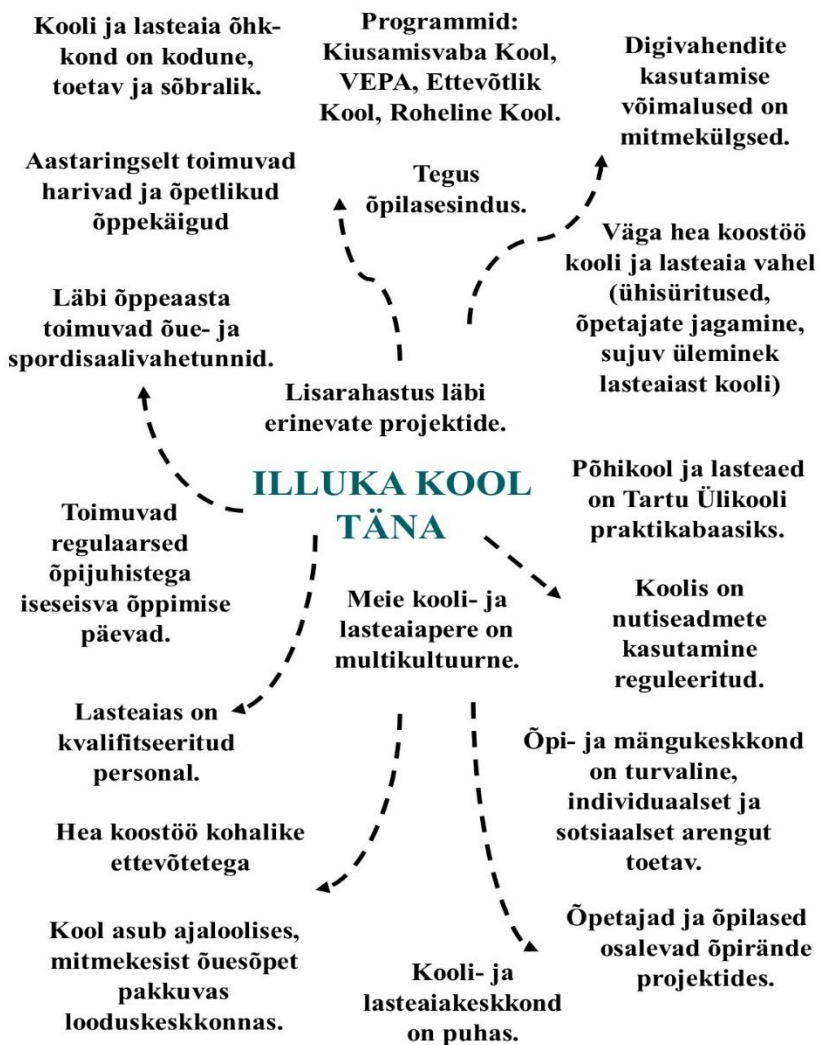 Kooli ja lasteaia õhk-
kond on kodune,
toetav ja sõbralik.
Programmid:
Kiusamisvaba Kool,
VEPA, Ettevõtlik
Kool, Roheline Kool.
Digivahendite
kasutamise
võimalused on
mitmekülgsed.
Aastaringselt toimuvad
harivad ja õpetlikud
õppekäigud
Tegus
õpilasesindus.
Väga hea koostöö
kooli ja lasteaia vahel
(ühisüritused,
õpetajate jagamine,
sujuv üleminek
lasteaiast kooli)
Läbi õppeaasta
toimuvad õue- ja
spordisaalivahetunnid.
Lisarahastus läbi
erinevate projektide.
ILLUKA KOOL
TÄNA
Põhikool ja lasteaed
on Tartu Ülikooli
praktikabaasiks.
Toimuvad
regulaarsed
õpijuhistega
iseseisva õppimise
päevad.
Meie kooli- ja
lasteaiapere on
multikultuurne.
Koolis on
nutiseadmete
kasutamine
reguleeritud.
Lasteaias on
kvalifitseeritud
personal.
Õpi- ja mängukeskkond
on turvaline,
individuaalset ja
sotsiaalset arengut
toetav.
Hea koostöö kohalike
ettevõtetega
Kool asub ajaloolises,
mitmekesist õuesõpet
pakkuvas
looduskeskkonnas.
Kooli- ja
lasteaiakeskkond
on puhas.
Õpetajad ja õpilased
osalevad õpirände
projektides.